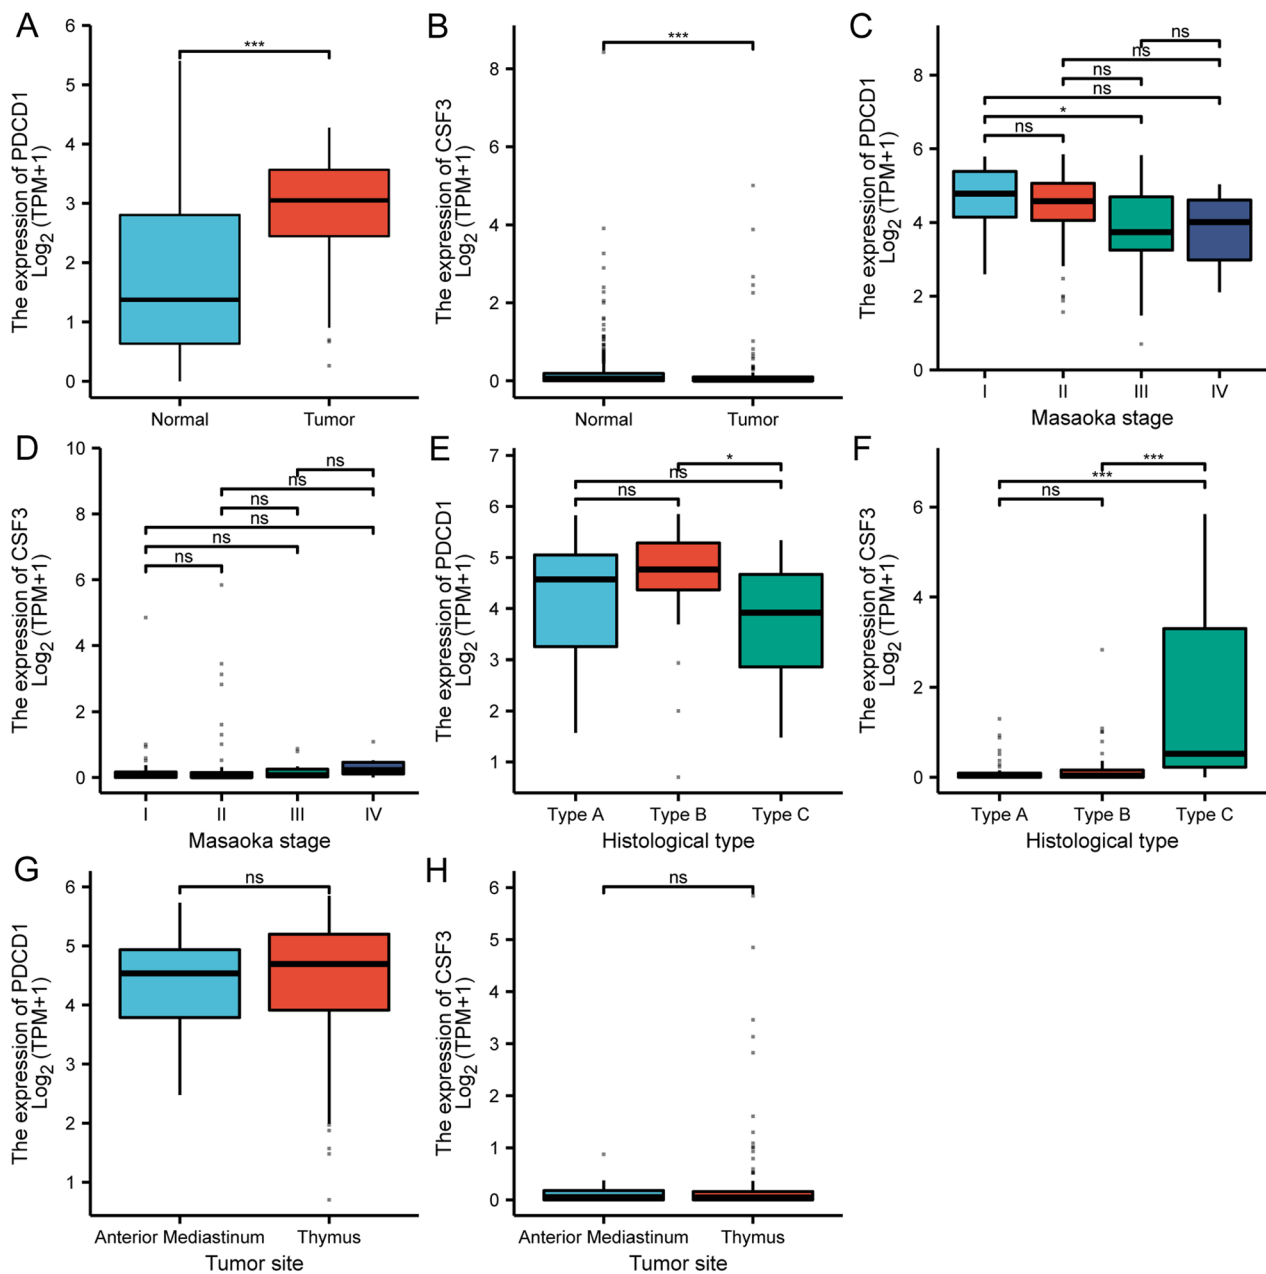 A
The expression of PDCD1
Log2 (TPM+1)
6
5
4
3
2
1
0
***
Normal
Tumor
B
The expression of CSF3
Log2 (TPM+1)
8
6
4
2
0
***
Normal
Tumor
C
The expression of PDCD1
Log2 (TPM+1)
8
6
4
2
0
ns
ns
ns
ns
*
ns
I
II
III
IV
Masaoka stage
D
The expression of CSF3
Log2 (TPM+1)
10
8
6
4
2
0
ns
ns
ns
ns
ns
ns
I
II
III
IV
Masaoka stage
E
The expression of PDCD1
Log2 (TPM+1)
7
6
5
4
3
2
1
*
ns
ns
Type A
Type B
Type C
Histological type
F
The expression of CSF3
Log2 (TPM+1)
6
4
2
0
***
***
ns
Type A
Type B
Type C
Histological type
G
The expression of PDCD1
Log2 (TPM+1)
6
5
4
3
2
1
ns
Anterior Mediastinum
Thymus
Tumor site
H
The expression of CSF3
Log2 (TPM+1)
6
5
4
3
2
1
0
ns
Anterior Mediastinum
Thymus
Tumor site